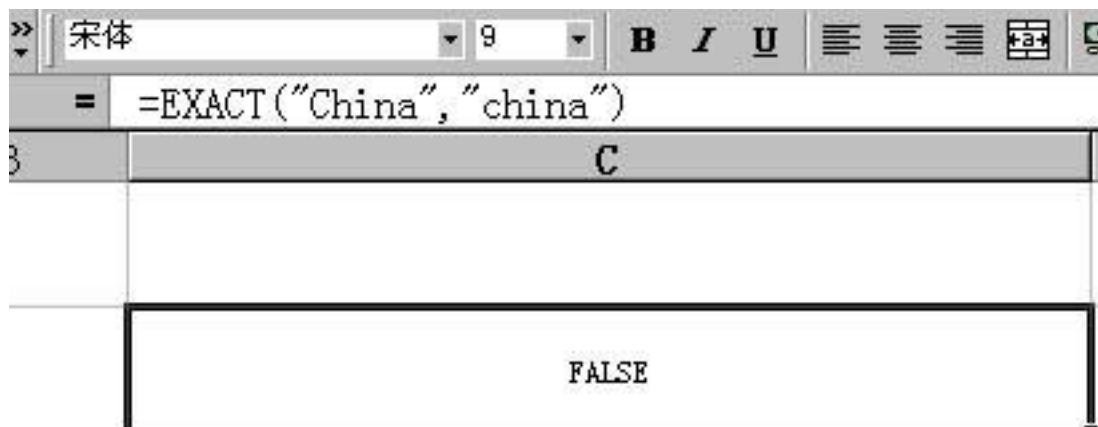 宋体 9 B I U a
= =EXACT("China","china")
C
FALSE